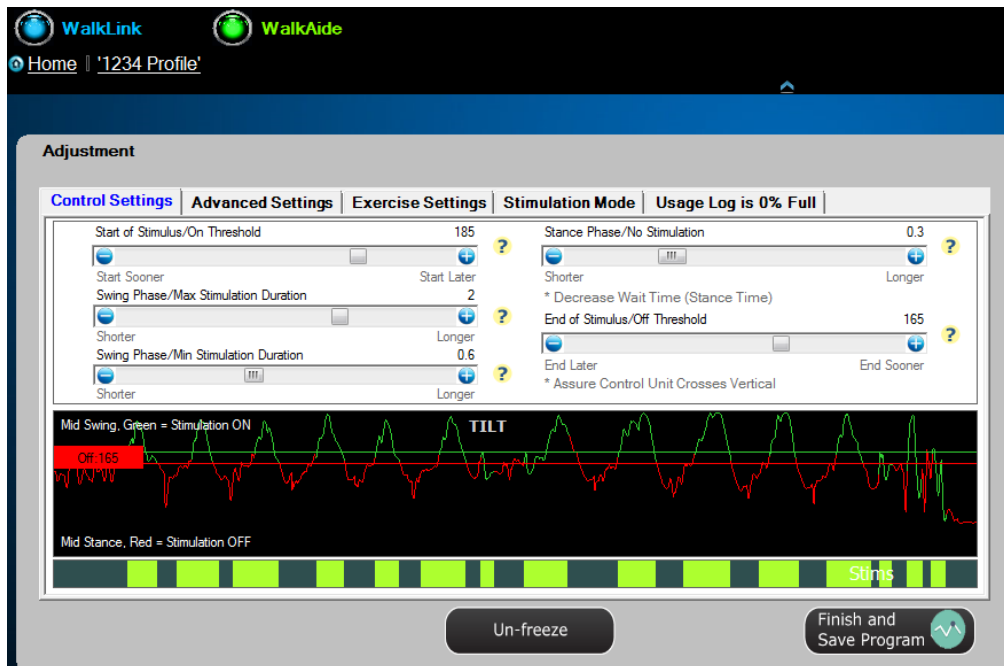 WalkLink WalkAide
Home '1234 Profile'
Adjustment
Control Settings Advanced Settings Exercise Settings Stimulation Mode Usage Log is 0% Full
Start of Stimulus/On Threshold 185 ?
Start Sooner Start Later
Swing Phase/Max Stimulation Duration 2 ?
Shorter Longer
Swing Phase/Min Stimulation Duration 0.6 ?
Shorter Longer
Stance Phase/No Stimulation 0.3 ?
Shorter Longer
* Decrease Wait Time (Stance Time)
End of Stimulus/Off Threshold 165 ?
End Later End Sooner
* Assure Control Unit Crosses Vertical
Mid Swing, Green = Stimulation ON TILT
Off:165
Mid Stance, Red = Stimulation OFF
Stims
Un-freeze
Finish and
Save Program